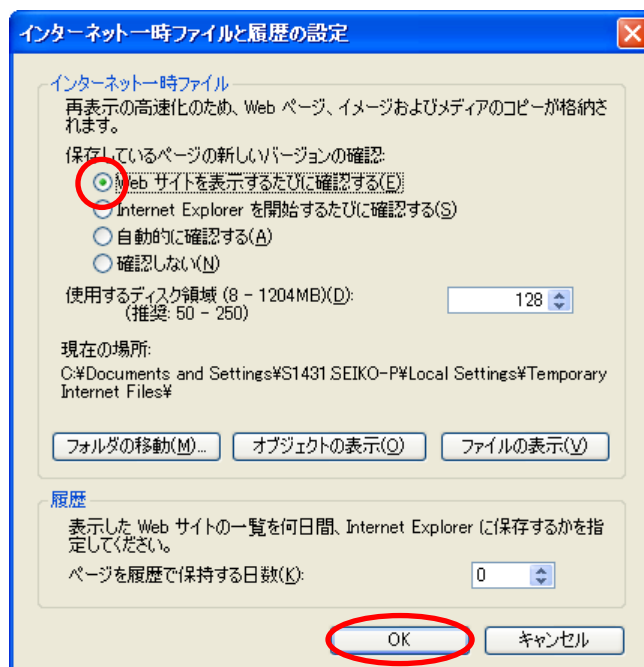 インターネット一時ファイルと履歴の設定
インターネット一時ファイル
再表示の高速化のため、Web ページ、イメージおよびメディアのコピーが格納さ
れます。
保存しているページの新しいバージョンの確認:
Web サイトを表示するたびに確認する(E)
Internet Explorer を開始するたびに確認する(S)
自動的に確認する(A)
確認しない(N)
使用するディスク領域 (8 - 1204MB)(D): 128
(推奨: 50 - 250)
現在の場所:
C:¥Documents and Settings¥S1431.SEIKO-P¥Local Settings¥Temporary
Internet Files¥
フォルダの移動(M)... オブジェクトの表示(O) ファイルの表示(V)
履歴
表示した Web サイトの一覧を何日間、Internet Explorer に保存するかを指
定してください。
ページを履歴で保持する日数(K): 0
OK キャンセル